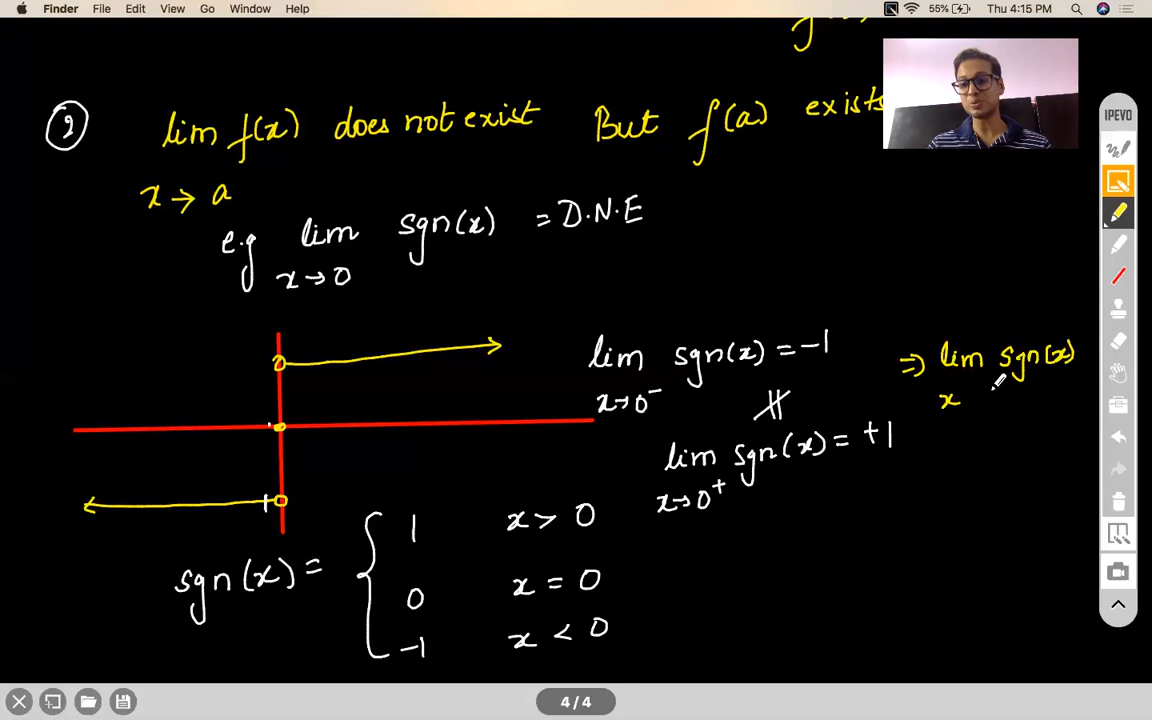 Finder File Edit View Go Window Help 55% Thu 4:15 PM
② lim f(x) does not exist But f(a) exists
x → a
e.g lim sgn(x) = D.N.E
x → 0
lim sgn(x) = -1
x → 0⁻
lim sgn(x) = +1
x → 0⁺
⇒ lim sgn(x)
x
sgn(x) = { 1 x > 0
0 x = 0
-1 x < 0
IPEVO
4/4